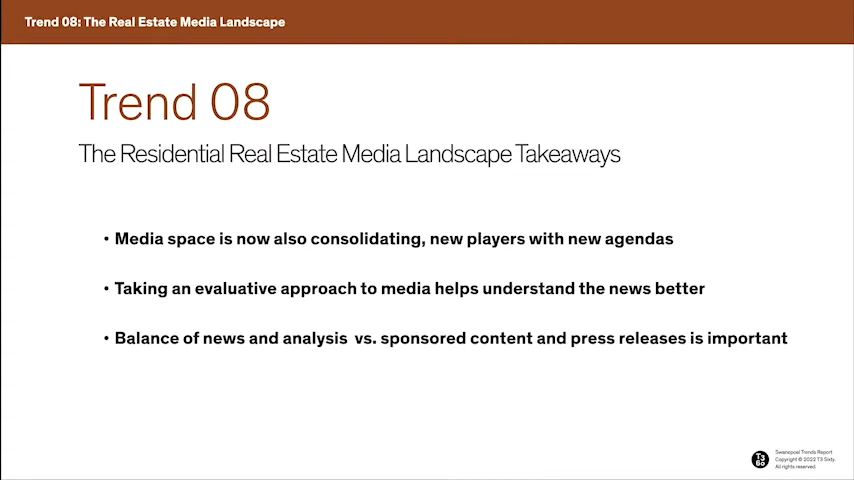 Trend 08: The Real Estate Media Landscape
Trend 08
The Residential Real Estate Media Landscape Takeaways
• Media space is now also consolidating, new players with new agendas
• Taking an evaluative approach to media helps understand the news better
• Balance of news and analysis vs. sponsored content and press releases is important
T3
60
Swanepoel Trends Report
Copyright © 2022 T3 Sixty.
All rights reserved.